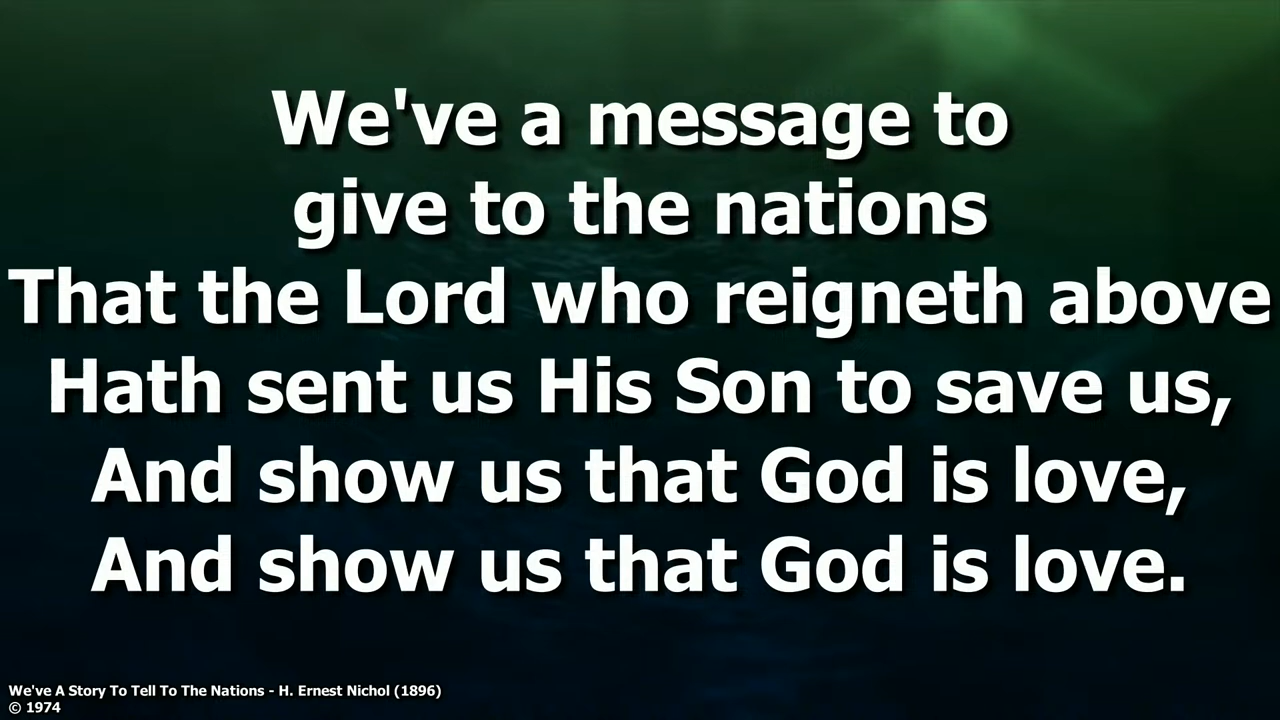 We've a message to
give to the nations
That the Lord who reigneth above
Hath sent us His Son to save us,
And show us that God is love,
And show us that God is love.
We've A Story To Tell To The Nations - H. Ernest Nichol (1896)
© 1974